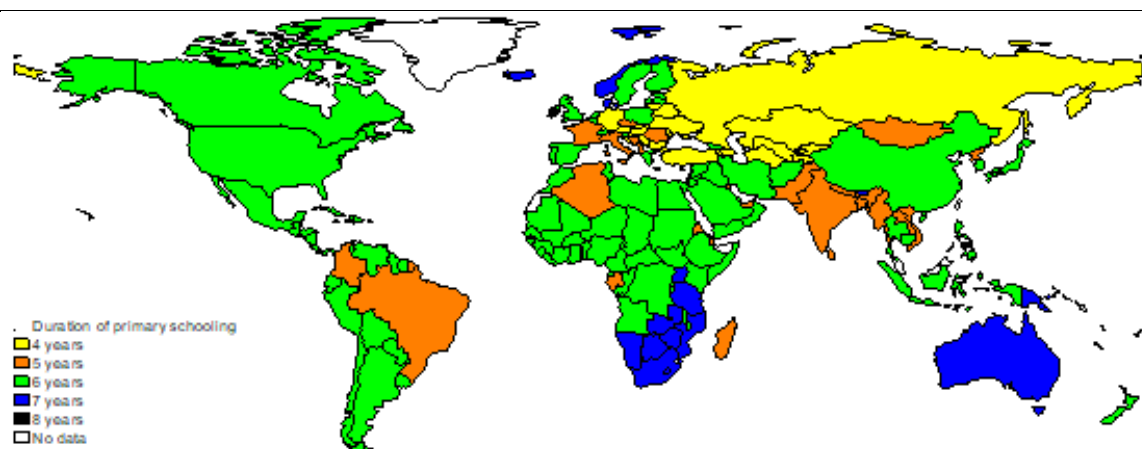 . Duration of primary schooling
4 years
5 years
6 years
7 years
8 years
No data